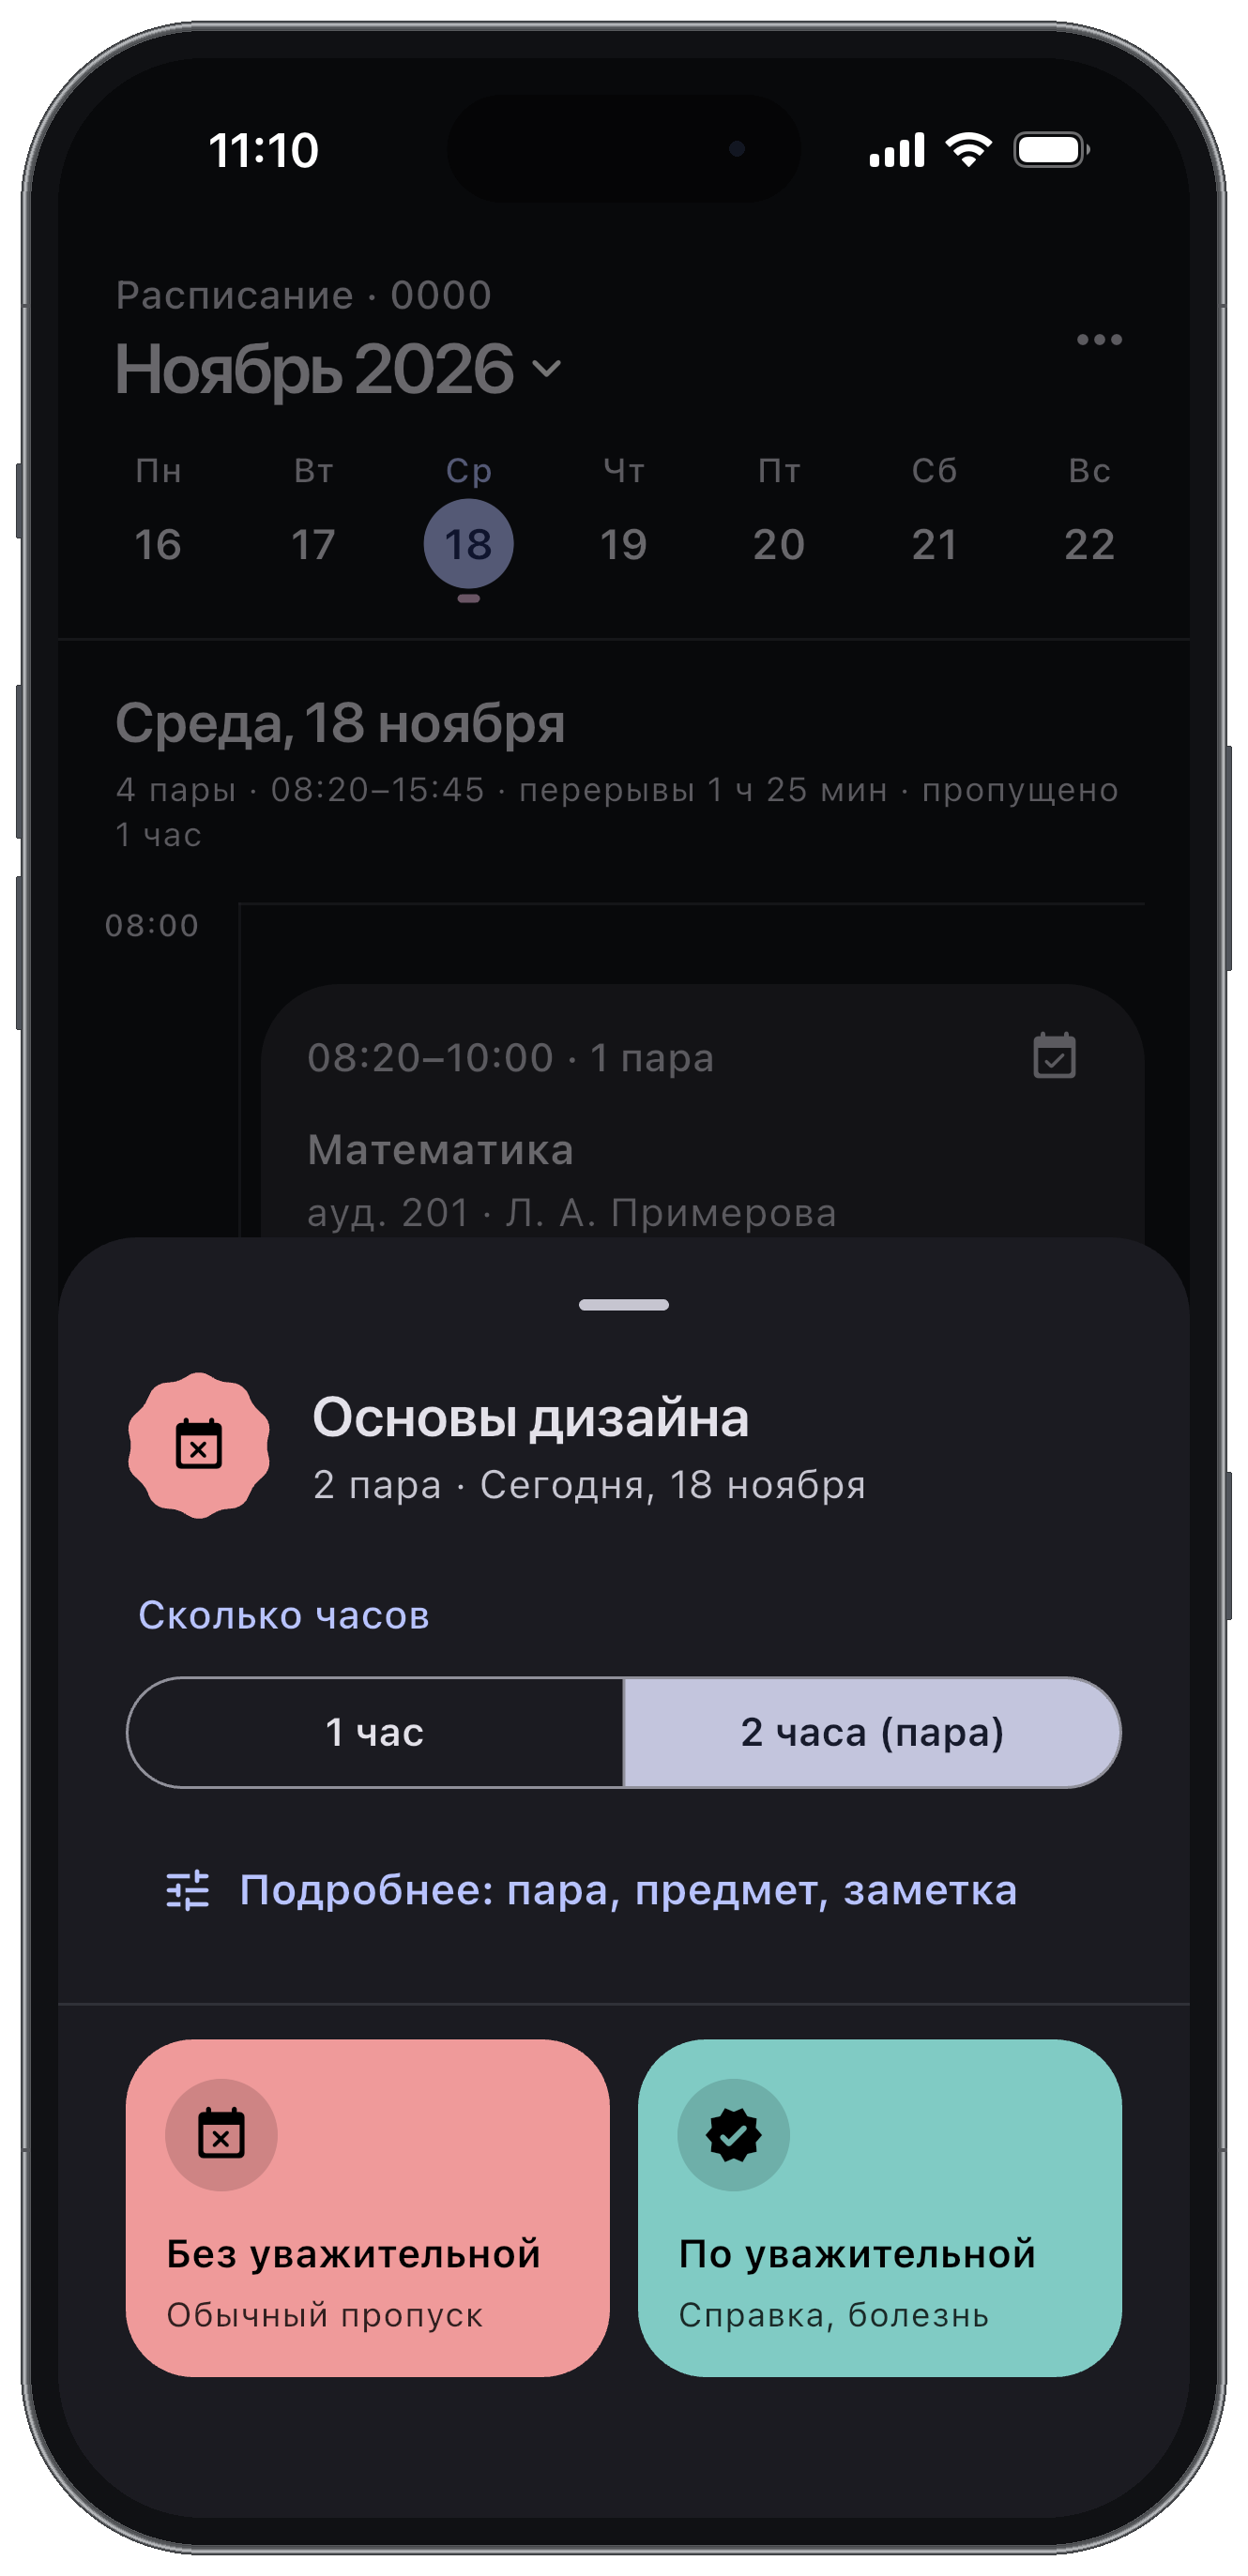 11:10
Расписание · 0000
Ноябрь 2026
Пн Вт Ср Чт Пт Сб Вс
16 17 18 19 20 21 22
Среда, 18 ноября
4 пары · 08:20–15:45 · перерывы 1 ч 25 мин · пропущено
1 час
08:00
08:20–10:00 · 1 пара
Математика
ауд. 201 · Л. А. Примерова
Основы дизайна
2 пара · Сегодня, 18 ноября
Сколько часов
1 час
2 часа (пара)
Подробнее: пара, предмет, заметка
Без уважительной
Обычный пропуск
По уважительной
Справка, болезнь